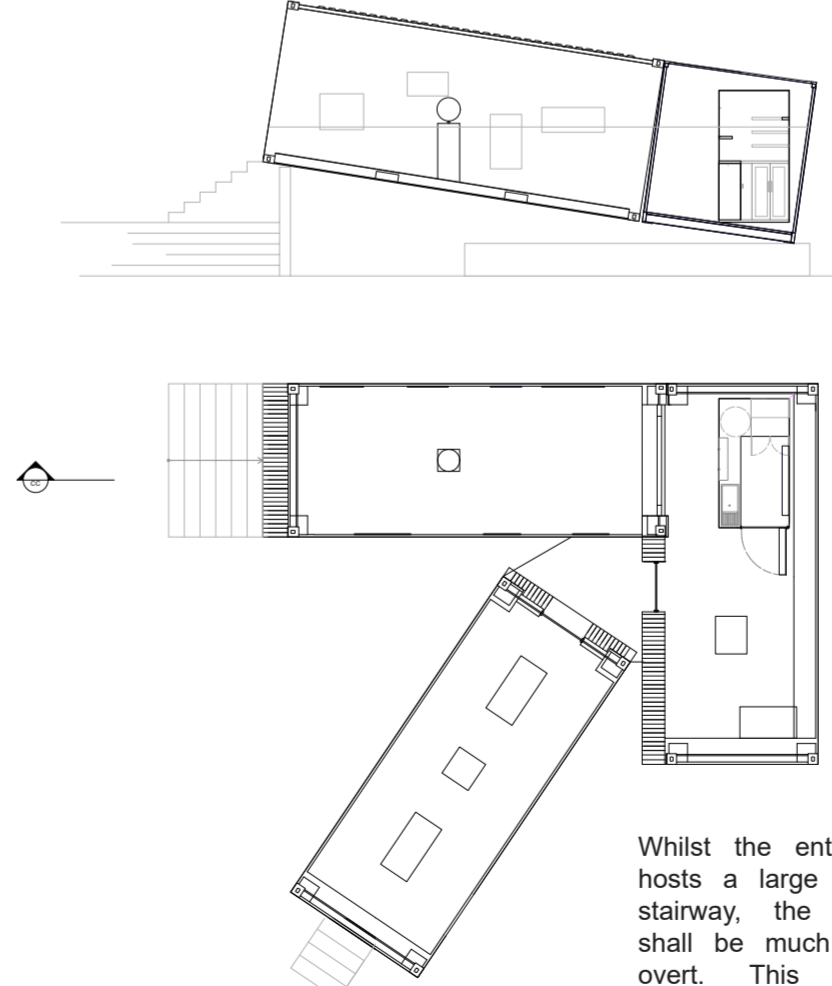 CC
Whilst the ent
hosts a large
stairway, the
shall be much
overt. This